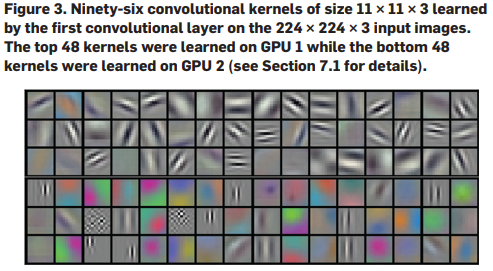 Figure 3. Ninety-six convolutional kernels of size 11 × 11 × 3 learned
by the first convolutional layer on the 224 × 224 × 3 input images.
The top 48 kernels were learned on GPU 1 while the bottom 48
kernels were learned on GPU 2 (see Section 7.1 for details).